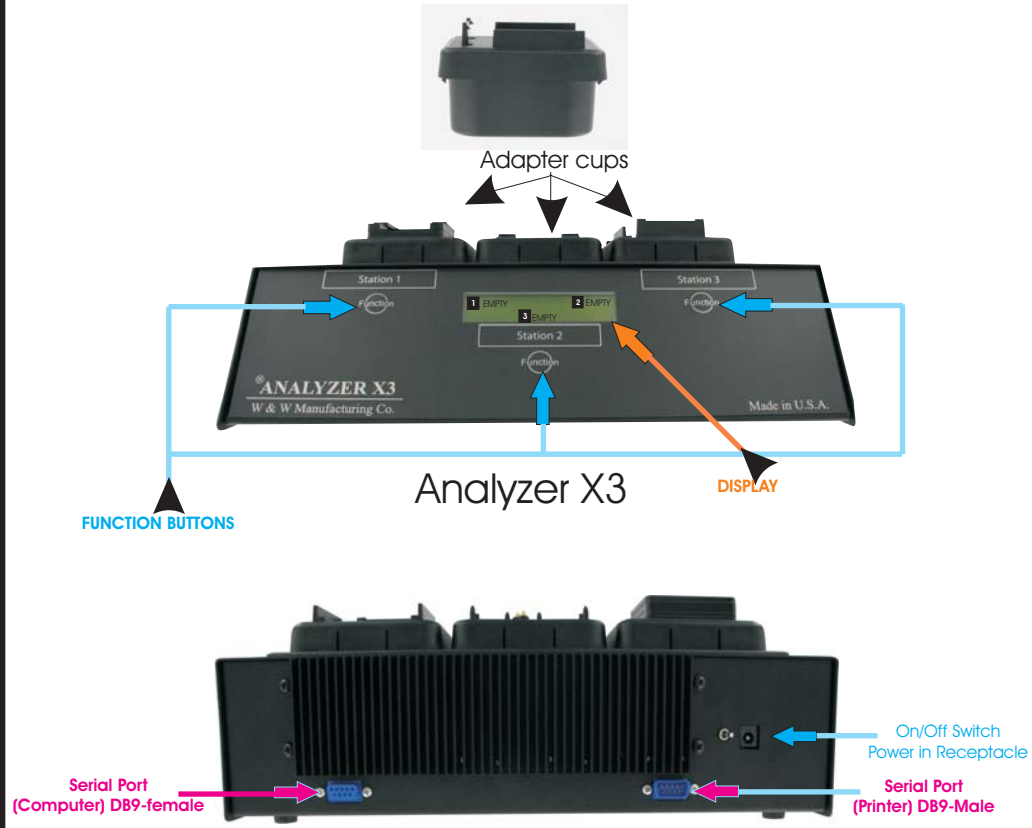 Adapter cups
Station 1
Station 3
Function
Function
1 EMPTY 2 EMPTY
3 EMPTY
Station 2
Function
®ANALYZER X3
W & W Manufacturing Co.
Made in U.S.A.
Analyzer X3
DISPLAY
FUNCTION BUTTONS
On/Off Switch
Power in Receptacle
Serial Port
(Computer) DB9-female
Serial Port
(Printer) DB9-Male